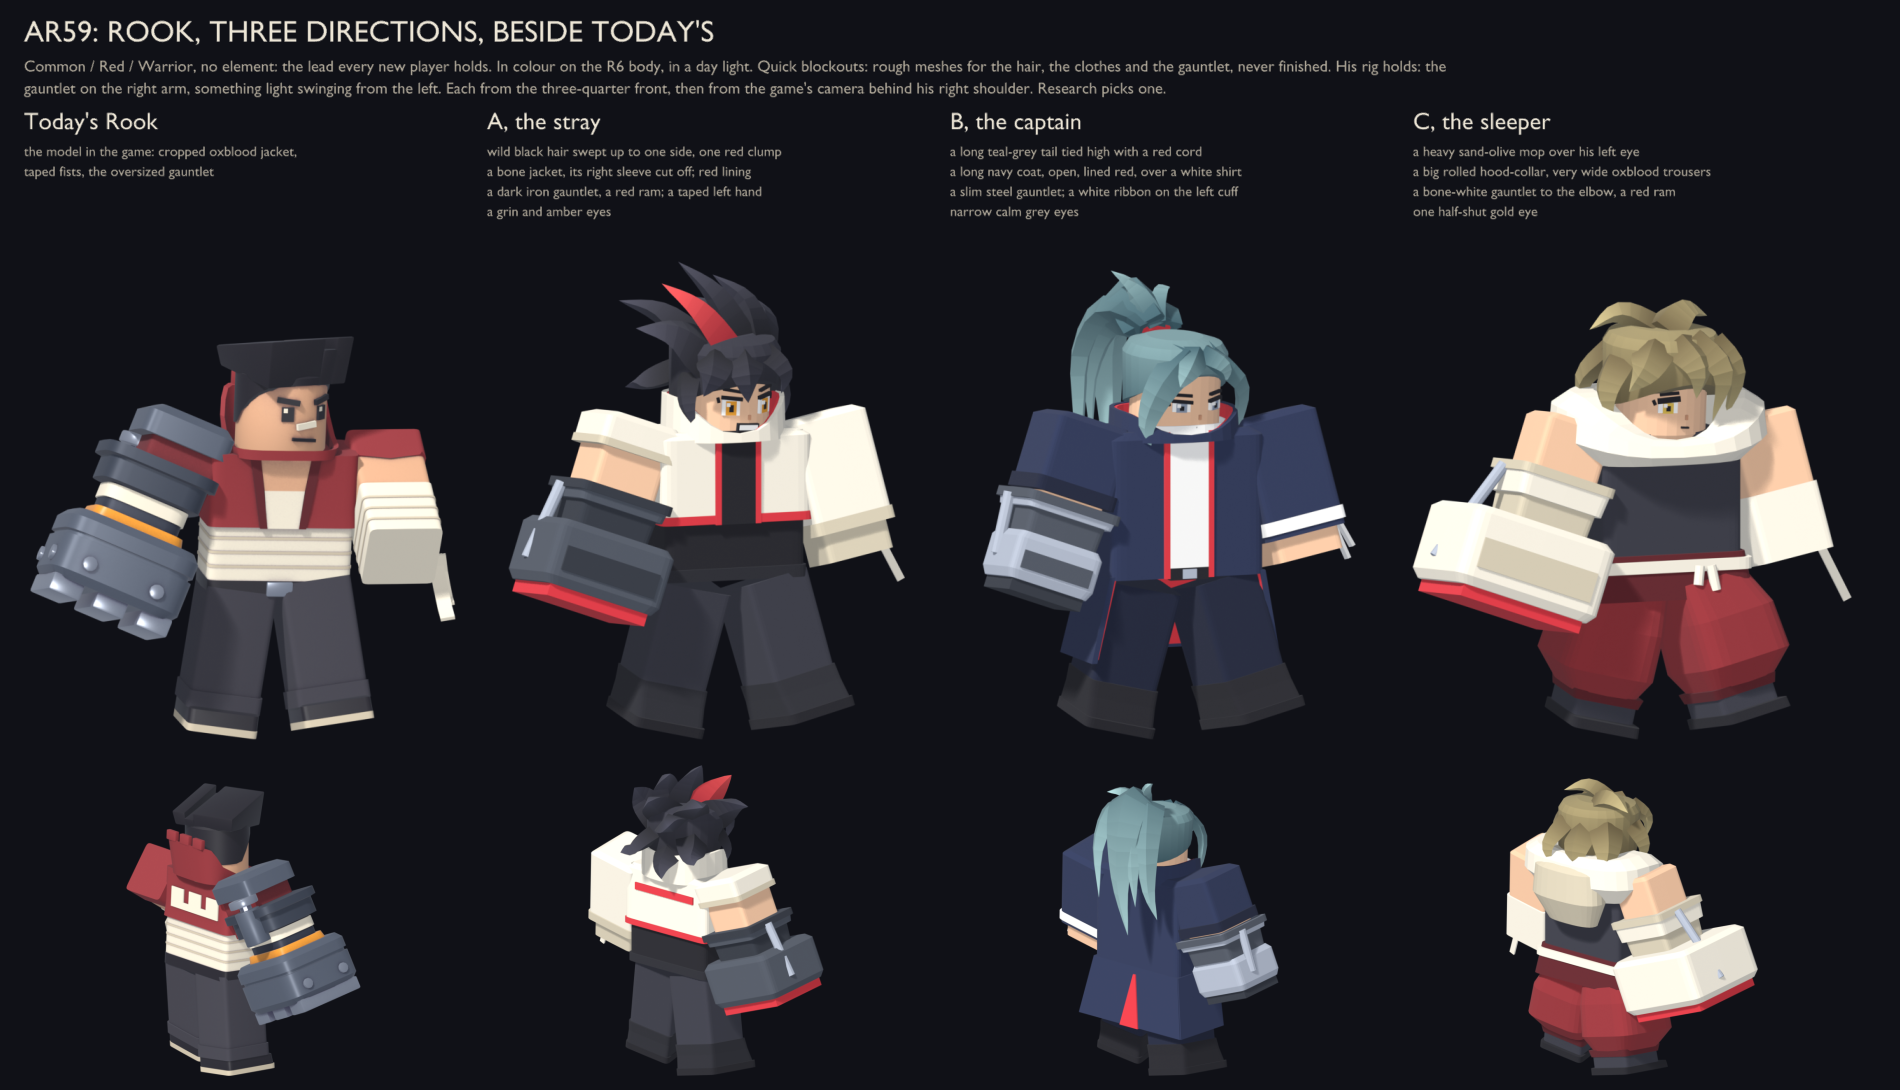 AR59: ROOK, THREE DIRECTIONS, BESIDE TODAY'S
Common / Red / Warrior, no element: the lead every new player holds. In colour on the R6 body, in a day light. Quick blockouts: rough meshes for the hair, the clothes and the gauntlet, never finished. His rig holds: the
gauntlet on the right arm, something light swinging from the left. Each from the three-quarter front, then from the game's camera behind his right shoulder. Research picks one.
Today's Rook
the model in the game: cropped oxblood jacket,
taped fists, the oversized gauntlet
A, the stray
wild black hair swept up to one side, one red clump
a bone jacket, its right sleeve cut off; red lining
a dark iron gauntlet, a red ram; a taped left hand
a grin and amber eyes
B, the captain
a long teal-grey tail tied high with a red cord
a long navy coat, open, lined red, over a white shirt
a slim steel gauntlet; a white ribbon on the left cuff
narrow calm grey eyes
C, the sleeper
a heavy sand-olive mop over his left eye
a big rolled hood-collar, very wide oxblood trousers
a bone-white gauntlet to the elbow, a red ram
one half-shut gold eye